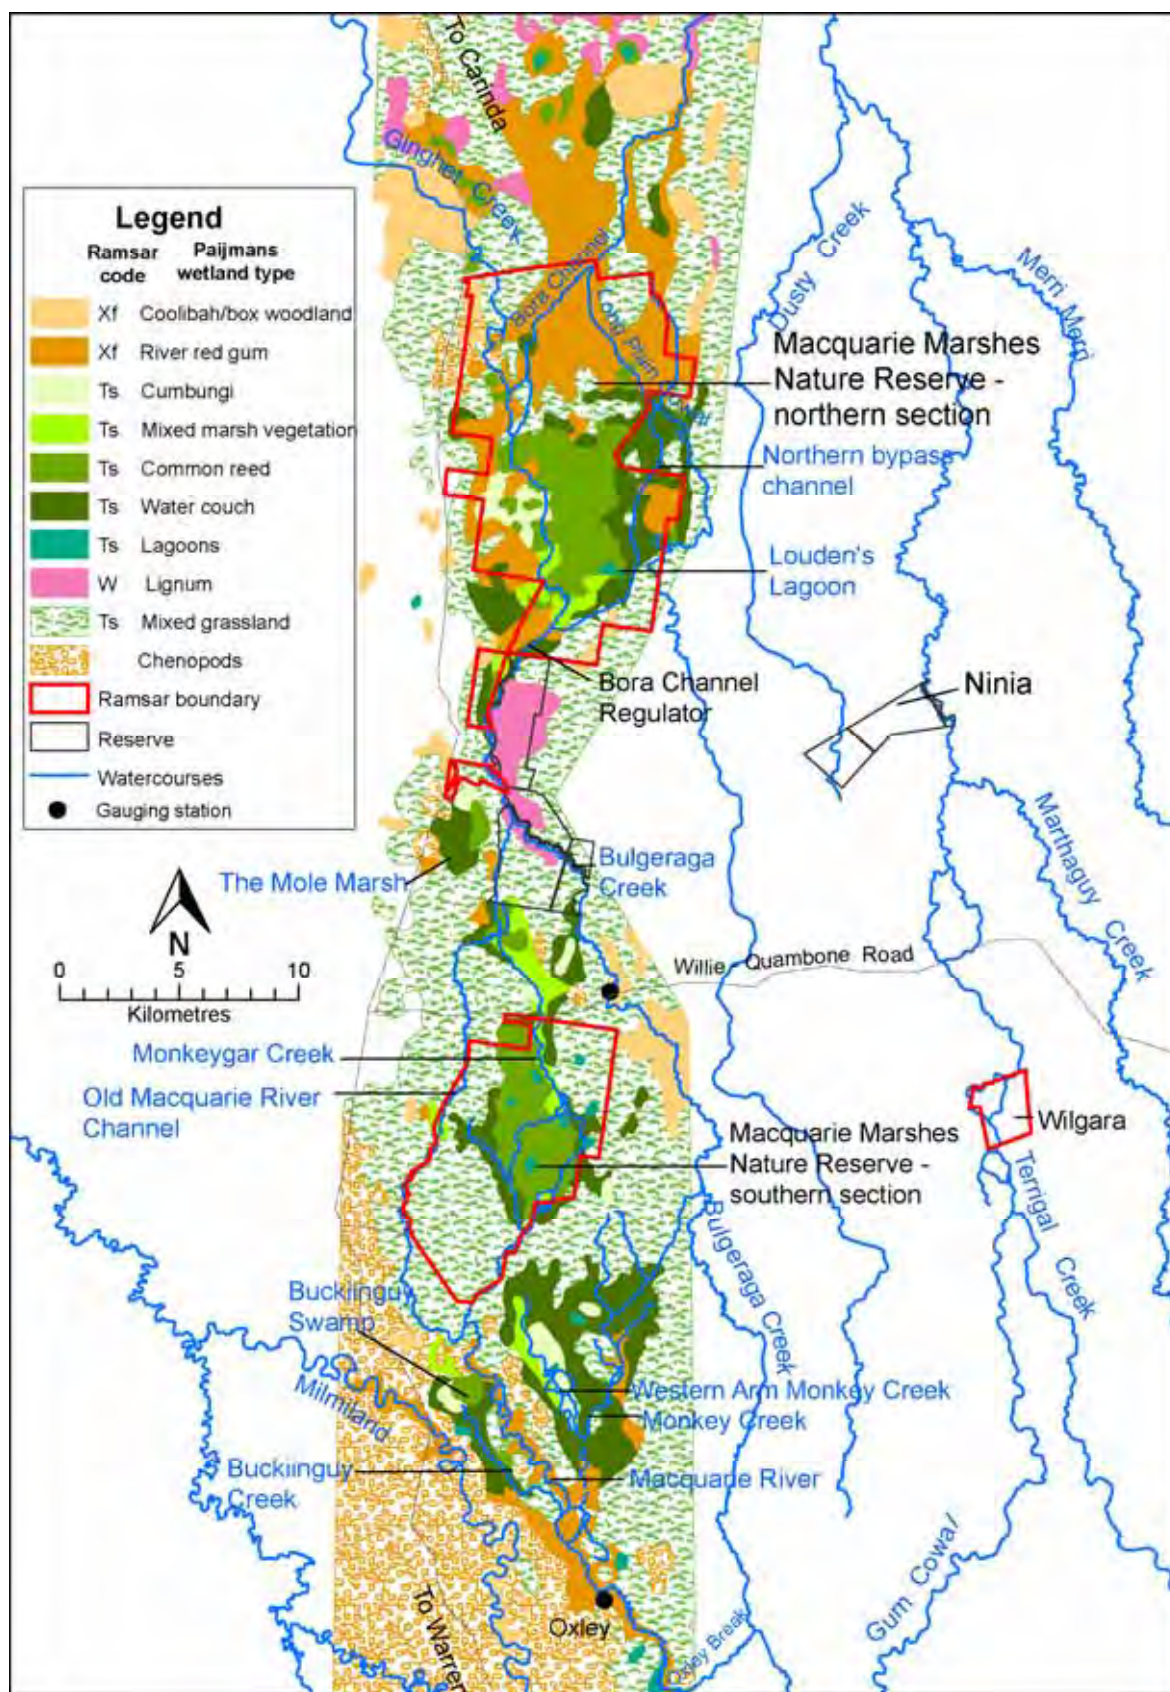 To Carinda
Ginghet Creek
Bora Channel
Dusty Creek
Merri Merri
Legend
Ramsar code
Paijmans wetland type
Xf Coolibah/box woodland
Xf River red gum
Ts Cumbungi
Ts Mixed marsh vegetation
Ts Common reed
Ts Water couch
Ts Lagoons
W Lignum
Ts Mixed grassland
Chenopods
Ramsar boundary
Reserve
Watercourses
Gauging station
Long Plain
Macquarie Marshes
Nature Reserve -
northern section
Northern bypass
channel
Louden's
Lagoon
Bora Channel
Regulator
Ninia
Marthaguy Creek
The Mole Marsh
Bulgeraga
Creek
N
0 5 10
Kilometres
Willie Quambone Road
Monkeygar Creek
Old Macquarie River
Channel
Macquarie Marshes
Nature Reserve -
southern section
Wilgara
Terrigal Creek
Bulgeraga Creek
Buckiinguy
Swamp
Milmiland
Western Arm Monkey Creek
Monkey Creek
Buckiinguy
Creek
Macquarie River
Gum Cowal
To Warren
Oxley
Oxley Break